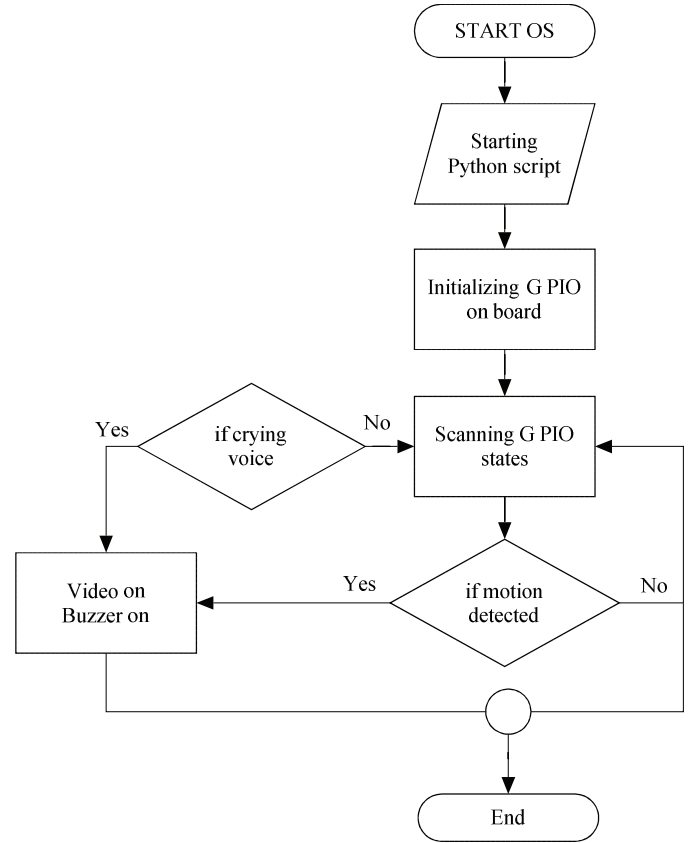 START OS
Starting
Python script
Initializing G PIO
on board
Yes
if crying
voice
No
Scanning G PIO
states
Video on
Buzzer on
Yes
if motion
detected
No
End